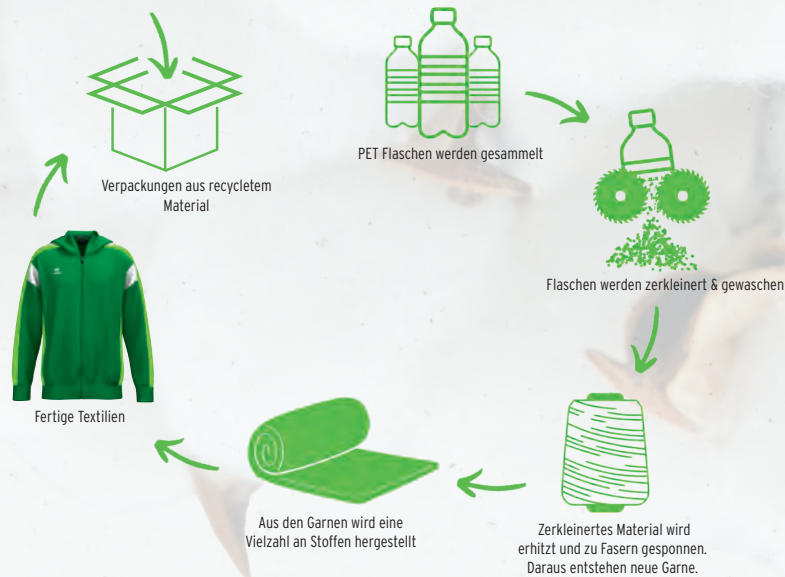 PET Flaschen werden gesammelt
Flaschen werden zerkleinert & gewaschen
Zerkleinertes Material wird
erhitzt und zu Fasern gesponnen.
Daraus entstehen neue Garne.
Aus den Garnen wird eine
Vielzahl an Stoffen hergestellt
Fertige Textilien
Verpackungen aus recycletem
Material